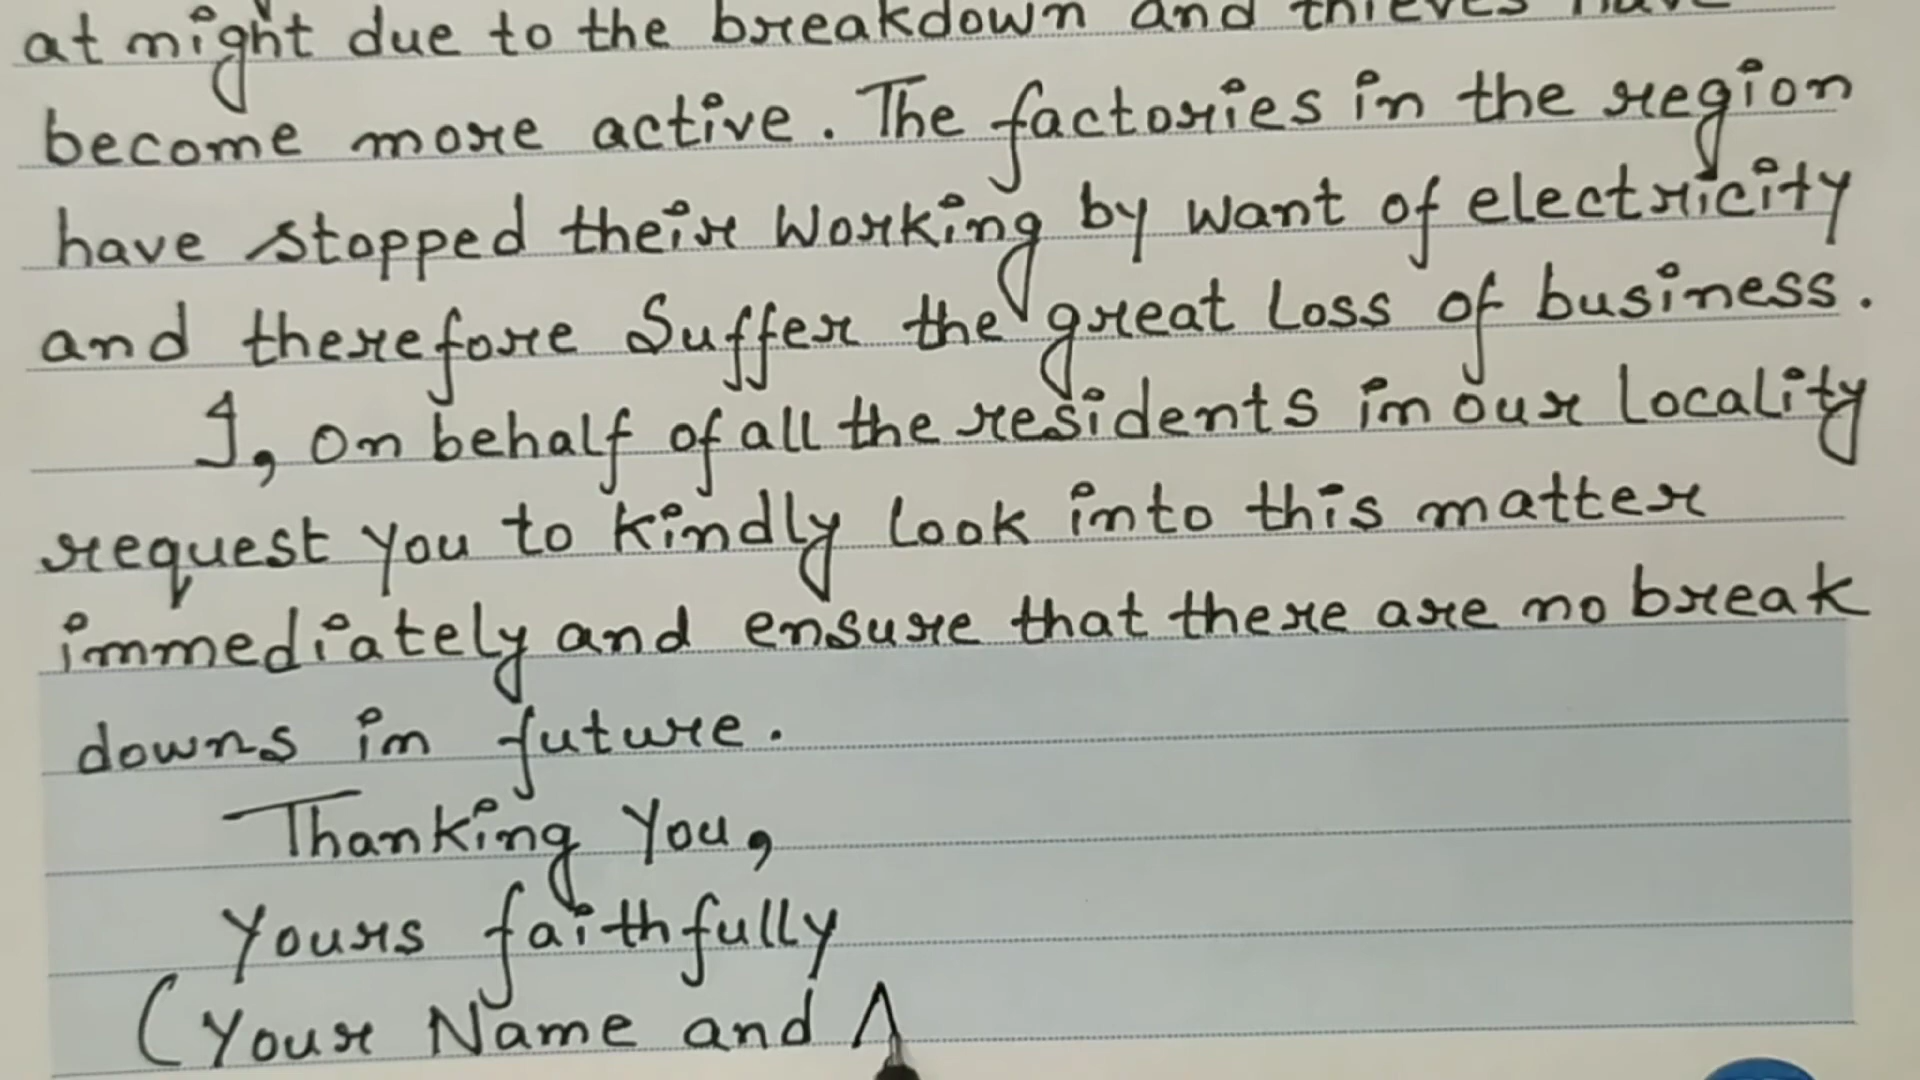 at night due to the breakdown and thieves have
become more active. The factories in the region
have stopped their Working by want of electricity
and therefore Suffer the great Loss of business.
I, On behalf of all the residents in our Locality
request you to kindly Look into this matter
immediately and ensure that there are no break
downs in future.
Thanking You,
Yours faithfully
(Your Name and A